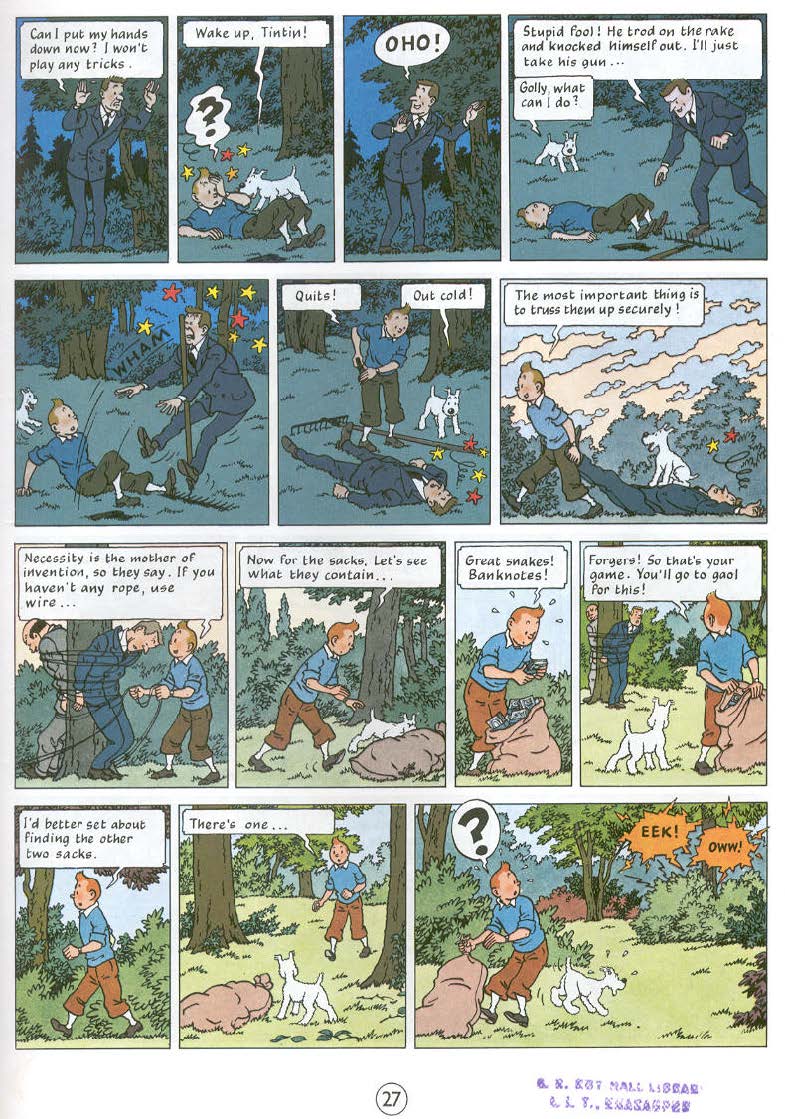 Can I put my hands
down now? I won't
play any tricks.
Wake up, Tintin!
?
OHO!
Stupid fool! He trod on the rake
and knocked himself out. I'll just
take his gun...
Golly, what
can I do?
WHAM
Quits!
Out cold!
The most important thing is
to truss them up securely!
Necessity is the mother of
invention, so they say. If you
haven't any rope, use
wire...
Now for the sacks. Let's see
what they contain...
Great snakes!
Banknotes!
Forgers! So that's your
game. You'll go to gaol
for this!
I'd better set about
finding the other
two sacks.
There's one...
?
EEK!
OWW!
27
HALL